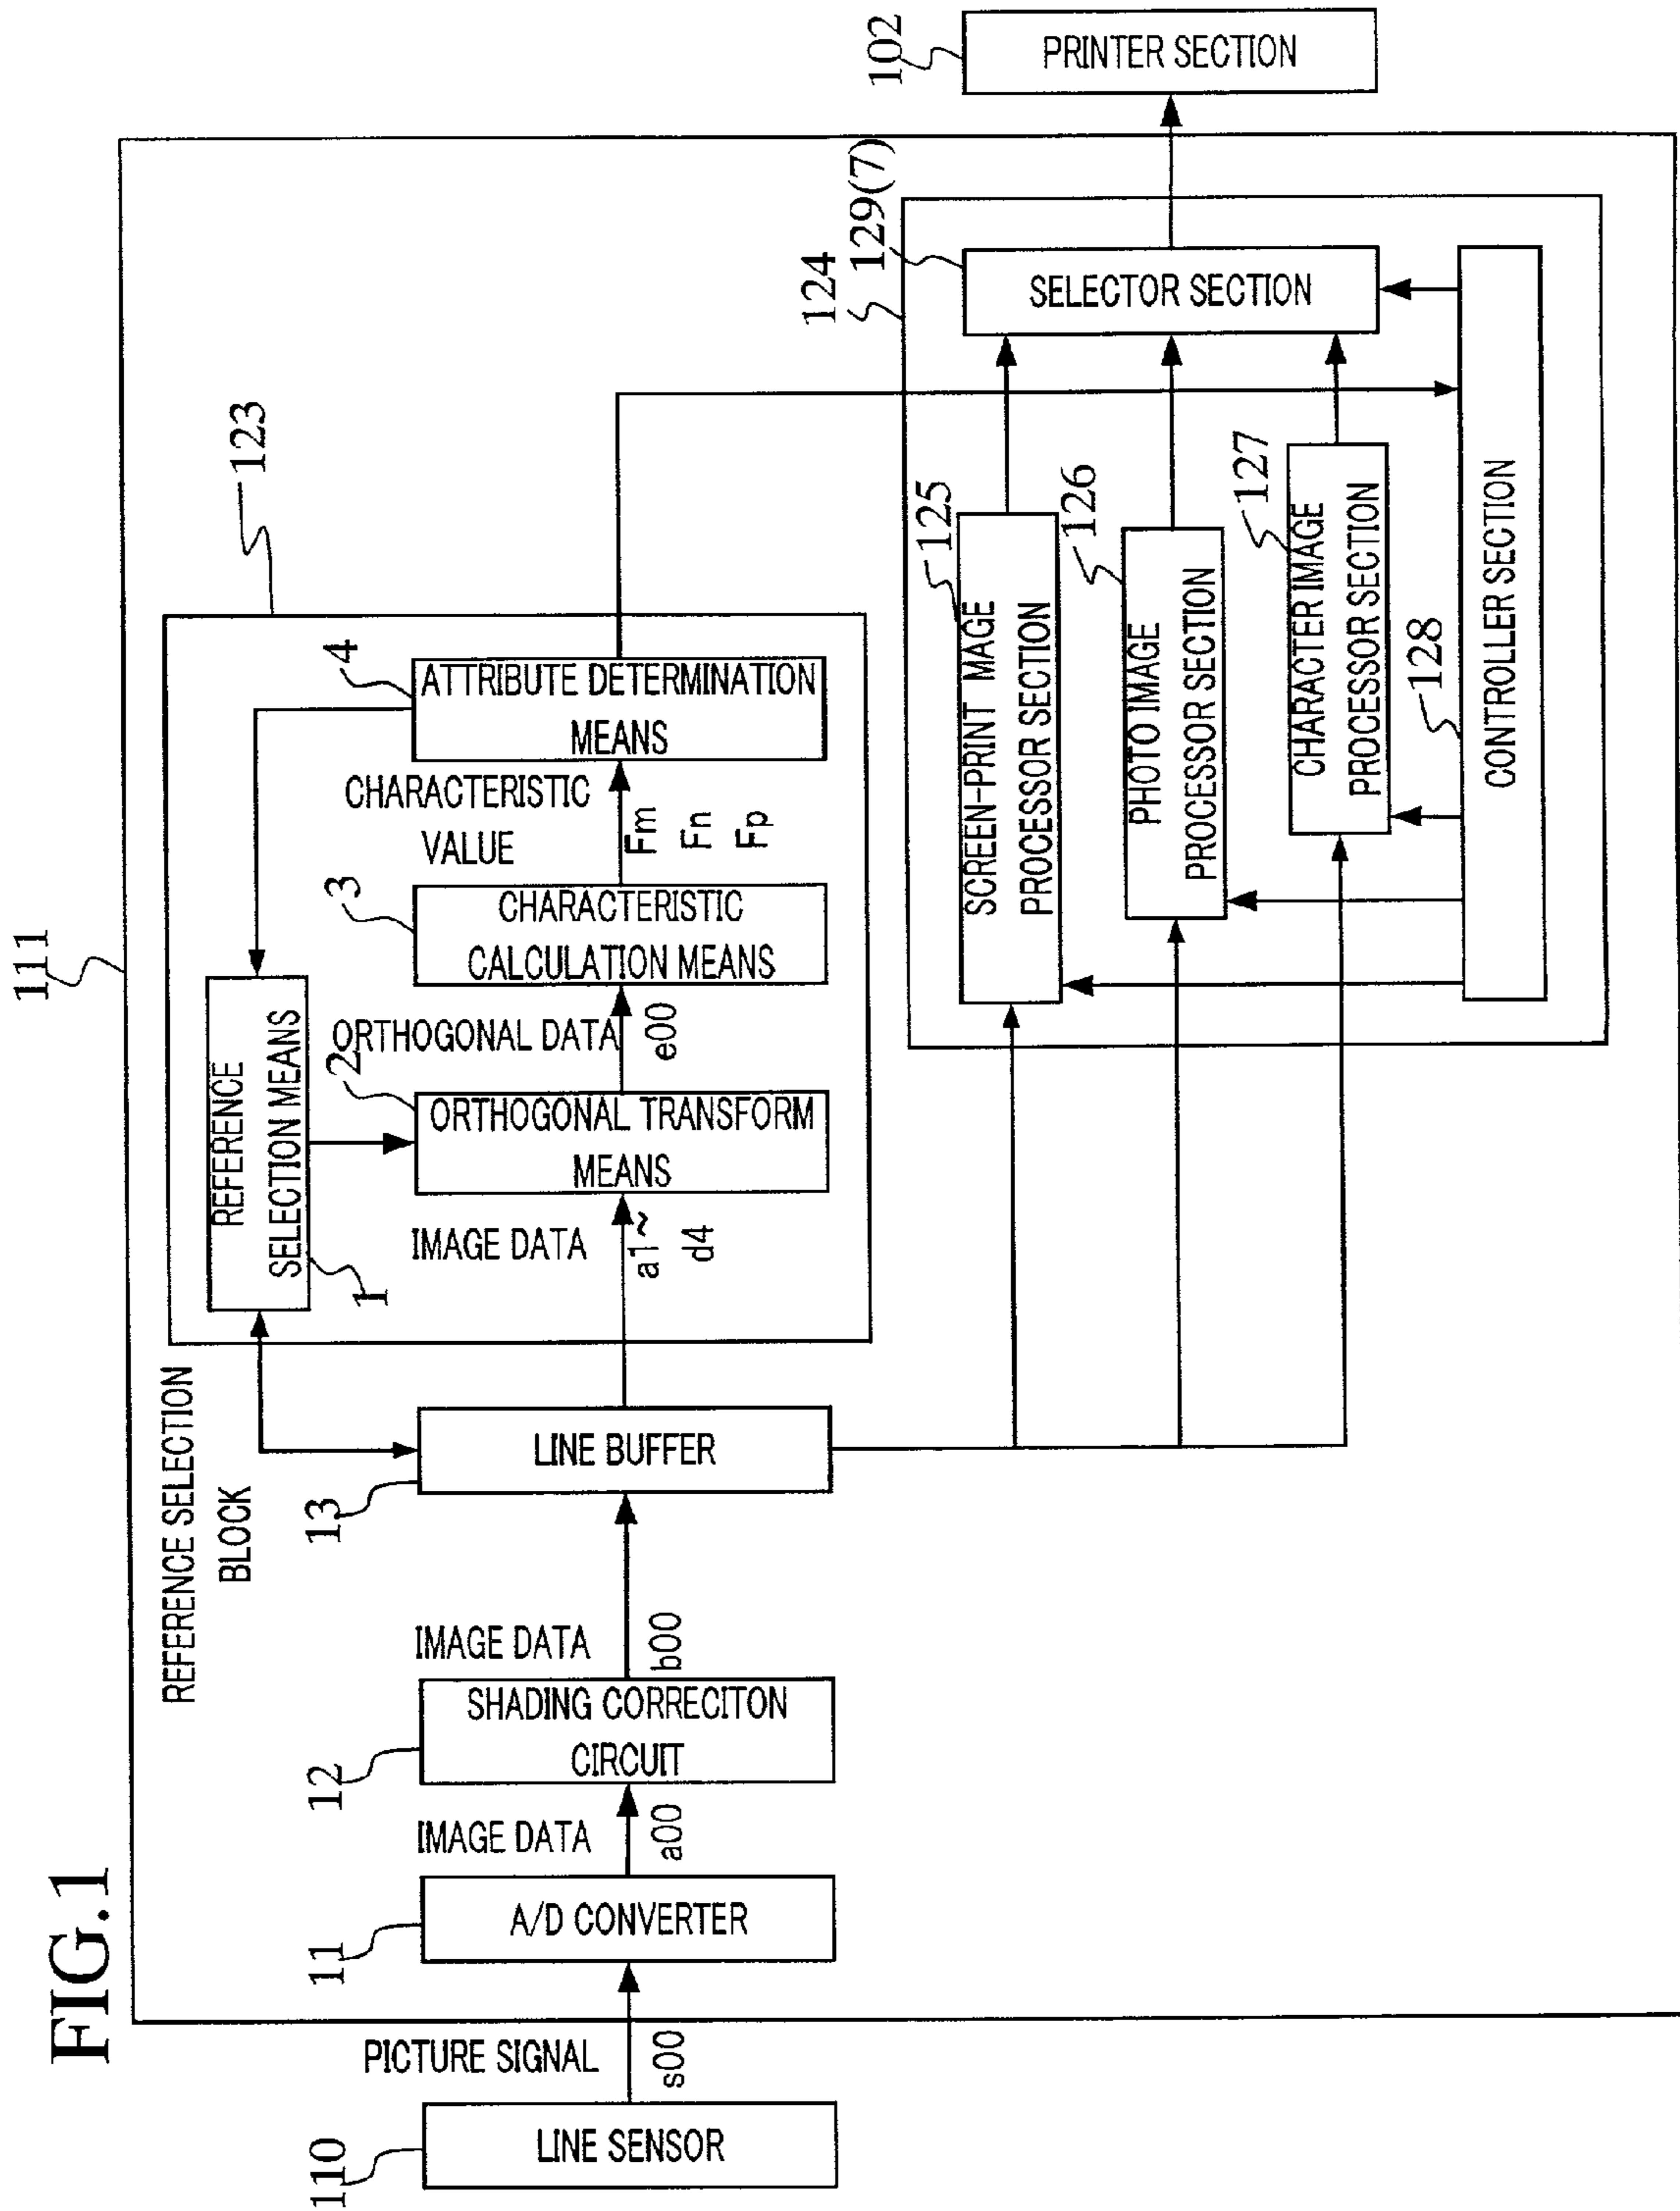 FIG.1
111
110
LINE SENSOR
PICTURE SIGNAL
s00
11
A/D CONVERTER
IMAGE DATA
a00
12
SHADING CORRECITON
CIRCUIT
IMAGE DATA
b00
13
LINE BUFFER
REFERENCE SELECTION
BLOCK
123
REFERENCE
SELECTION MEANS
1
IMAGE DATA
a1~
d4
2
ORTHOGONAL TRANSFORM
MEANS
ORTHOGONAL DATA
e00
3
CHARACTERISTIC
CALCULATION MEANS
CHARACTERISTIC
VALUE
Fm
Fn
Fp
4
ATTRIBUTE DETERMINATION
MEANS
124
125
SCREEN-PRINT IMAGE
PROCESSOR SECTION
126
PHOTO IMAGE
PROCESSOR SECTION
127
CHARACTER IMAGE
PROCESSOR SECTION
128
CONTROLLER SECTION
129(7)
SELECTOR SECTION
102
PRINTER SECTION